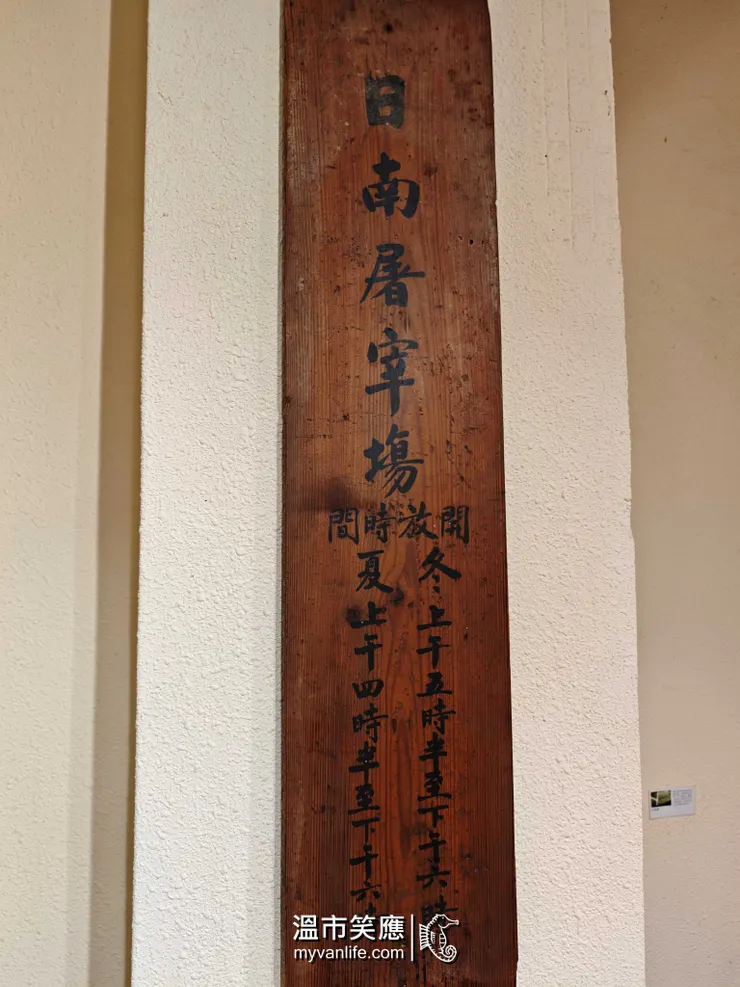 日南屠宰場
開放時間
冬上午五時半至下午六時
夏上午四時半至下午六
溫市笑應
myvanlife.com